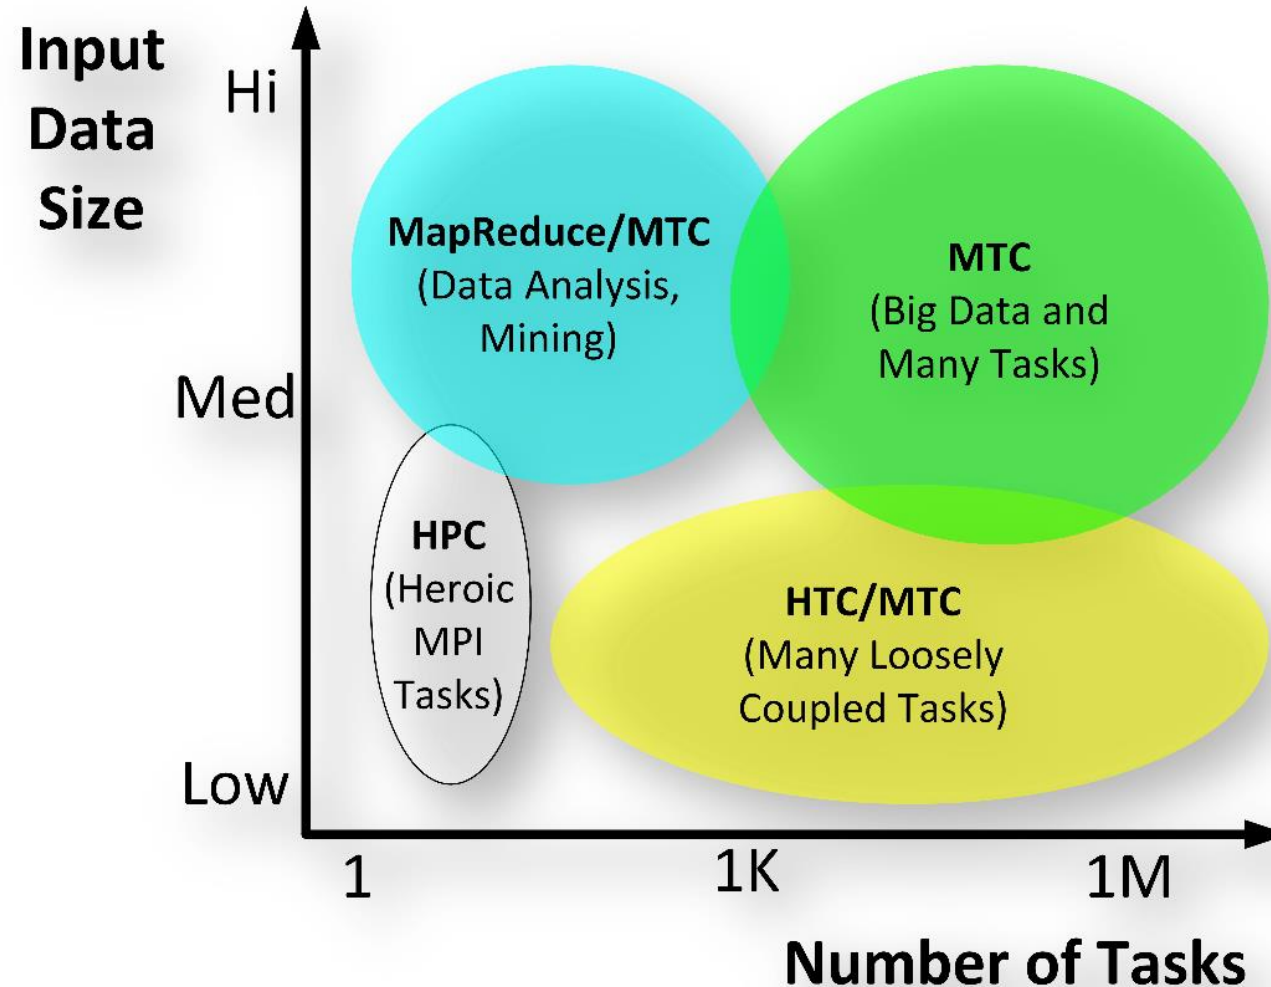 Input
Data
Size
Hi
Med
Low
MapReduce/MTC
(Data Analysis,
Mining)
MTC
(Big Data and
Many Tasks)
HPC
(Heroic
MPI
Tasks)
HTC/MTC
(Many Loosely
Coupled Tasks)
1
1K
1M
Number of Tasks